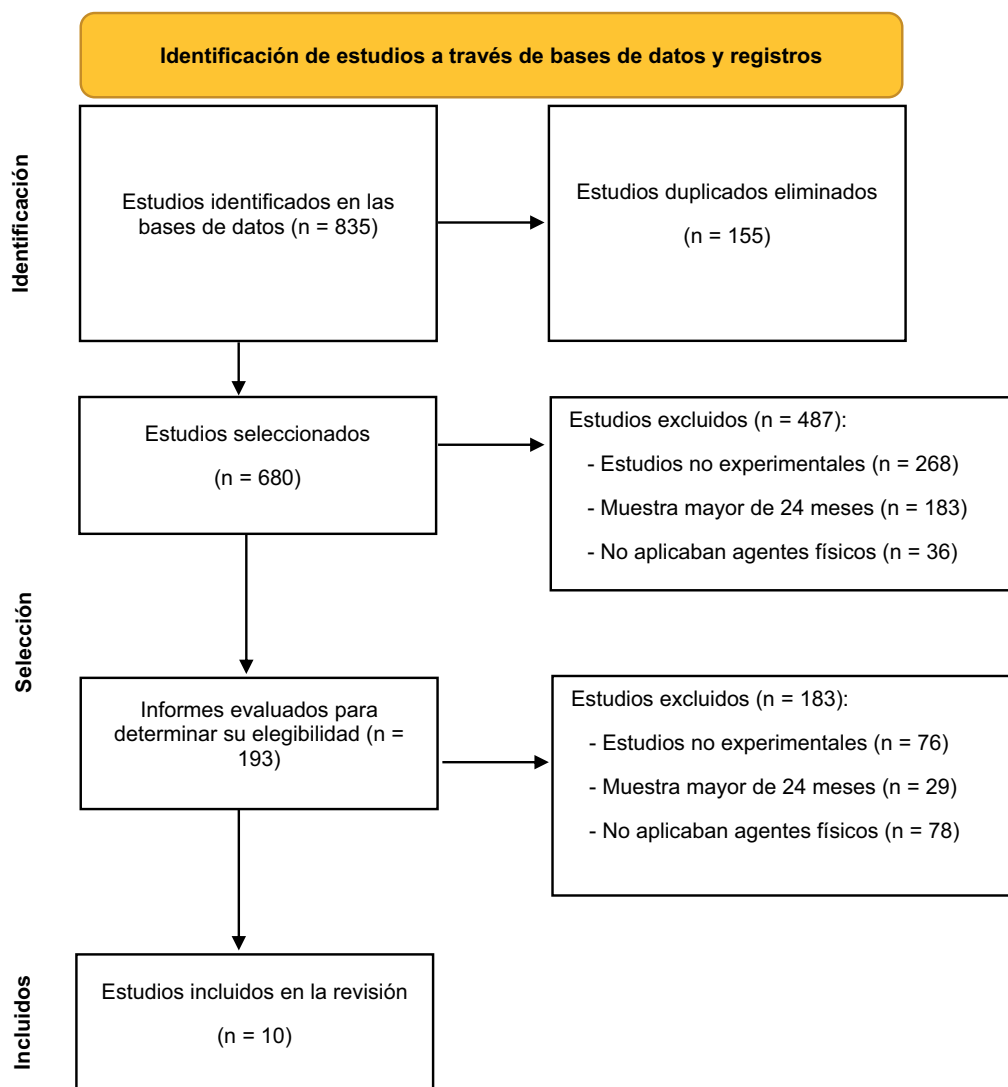 Identificación de estudios a través de bases de datos y registros
Identificación
Estudios identificados en las
bases de datos (n = 835)
Estudios duplicados eliminados
(n = 155)
Selección
Estudios seleccionados
(n = 680)
Estudios excluidos (n = 487):
- Estudios no experimentales (n = 268)
- Muestra mayor de 24 meses (n = 183)
- No aplicaban agentes físicos (n = 36)
Informes evaluados para
determinar su elegibilidad (n =
193)
Estudios excluidos (n = 183):
- Estudios no experimentales (n = 76)
- Muestra mayor de 24 meses (n = 29)
- No aplicaban agentes físicos (n = 78)
Incluidos
Estudios incluidos en la revisión
(n = 10)